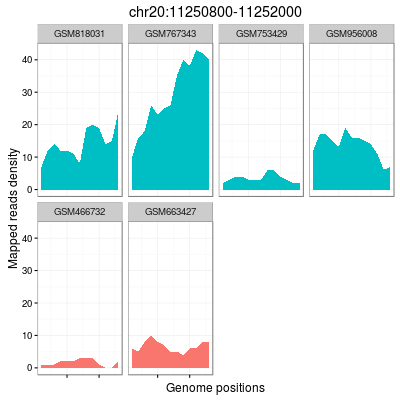 chr20:11250800-11252000
GSM818031 GSM767343 GSM753429 GSM956008
40
30
20
10
0
Mapped reads density
GSM466732 GSM663427
40
30
20
10
0
Genome positions